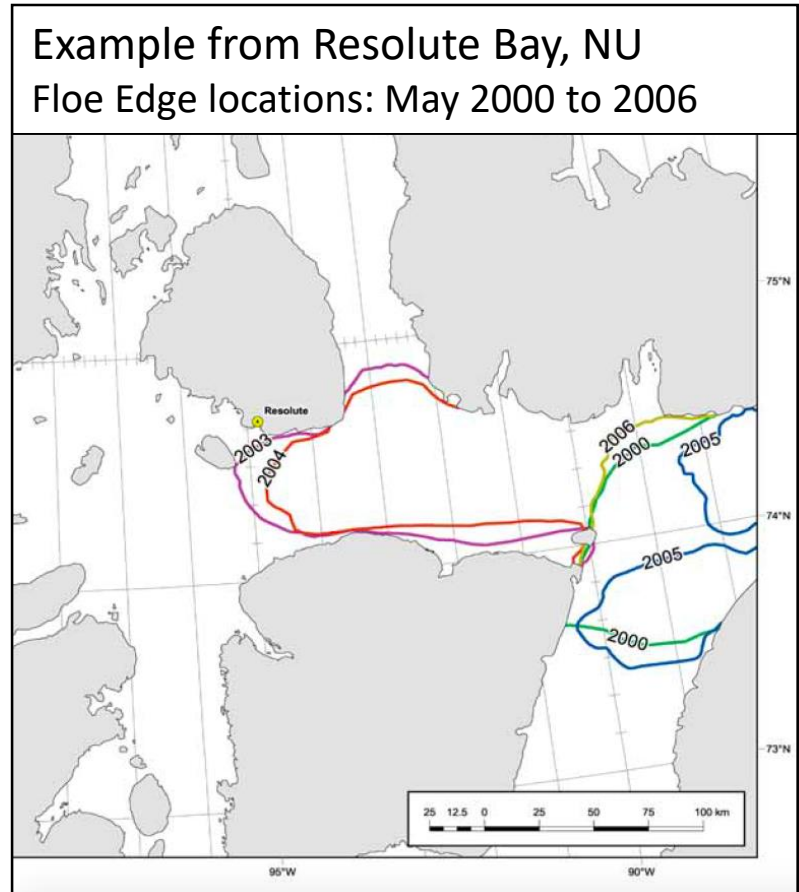 Example from Resolute Bay, NU
Floe Edge locations: May 2000 to 2006
75°N
Resolute
2003
2004
2006
2000
2005
74°N
2005
2000
73°N
25 12.5 0 25 50 75 100 km
95°W
90°W